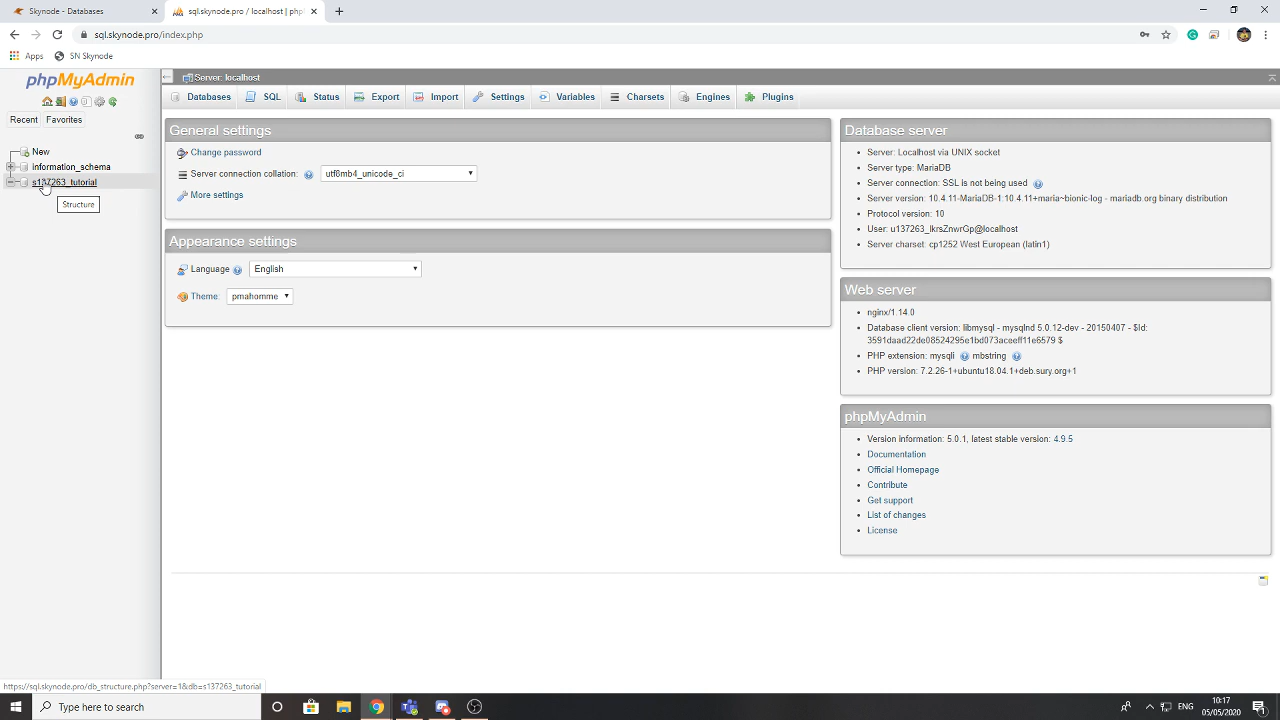 Skynode - Databases
sql.skynode.pro / localhost | php
sql.skynode.pro/index.php
Apps
SN Skynode
phpMyAdmin
Recent
Favorites
New
information_schema
s137263_tutorial
Structure
Server: localhost
Databases
SQL
Status
Export
Import
Settings
Variables
Charsets
Engines
Plugins
General settings
Change password
Server connection collation:
utf8mb4_unicode_ci
More settings
Appearance settings
Language
English
Theme:
pmahomme
Database server
Server: Localhost via UNIX socket
Server type: MariaDB
Server connection: SSL is not being used
Server version: 10.4.11-MariaDB-1:10.4.11+maria~bionic-log - mariadb.org binary distribution
Protocol version: 10
User: u137263_lkrsZnwrGp@localhost
Server charset: cp1252 West European (latin1)
Web server
nginx/1.14.0
Database client version: libmysql - mysqlnd 5.0.12-dev - 20150407 - $Id:
3591daad22de08524295e1bd073aceeff11e6579 $
PHP extension: mysqli
mbstring
PHP version: 7.2.26-1+ubuntu18.04.1+deb.sury.org+1
phpMyAdmin
Version information: 5.0.1, latest stable version: 4.9.5
Documentation
Official Homepage
Contribute
Get support
List of changes
License
https://sql.skynode.pro/db_structure.php?server=1&db=s137263_tutorial
Type here to search
ENG
10:17
05/05/2020